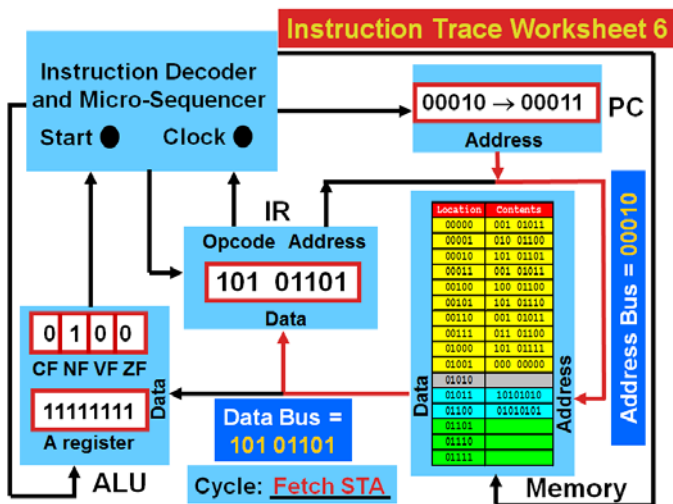 Instruction Trace Worksheet 6
Instruction Decoder
and Micro-Sequencer
Start Clock
00010 → 00011
PC
Address
IR
Opcode Address
101 01101
Data
0 1 0 0
CF NF VF ZF
11111111
A register
Data
ALU
Data Bus =
101 01101
Cycle: Fetch STA
Location Contents
00000 001 01011
00001 010 01100
00010 101 01101
00011 001 01011
00100 100 01100
00101 101 01110
00110 001 01011
00111 011 01100
01000 101 01111
01001 000 00000
01010
01011 10101010
01100 01010101
01101
01110
01111
Data
Address
Memory
Address Bus = 00010